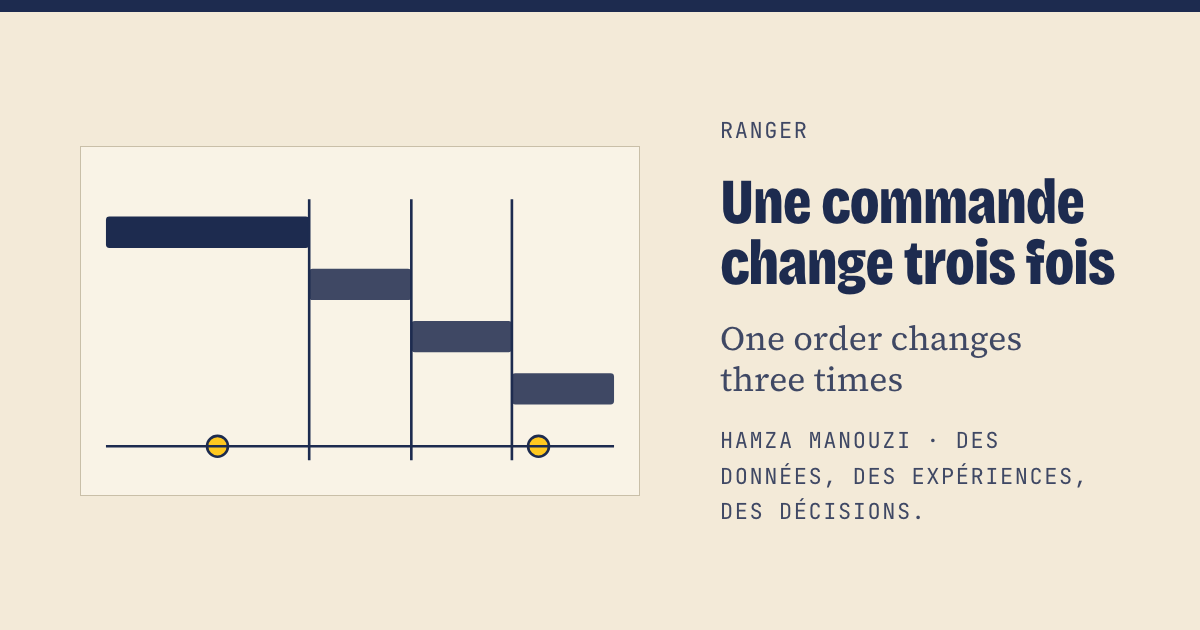 RANGER
Une commande
change trois fois
One order changes
three times
HAMZA MANOUZI · DES
DONNÉES, DES EXPÉRIENCES,
DES DÉCISIONS.